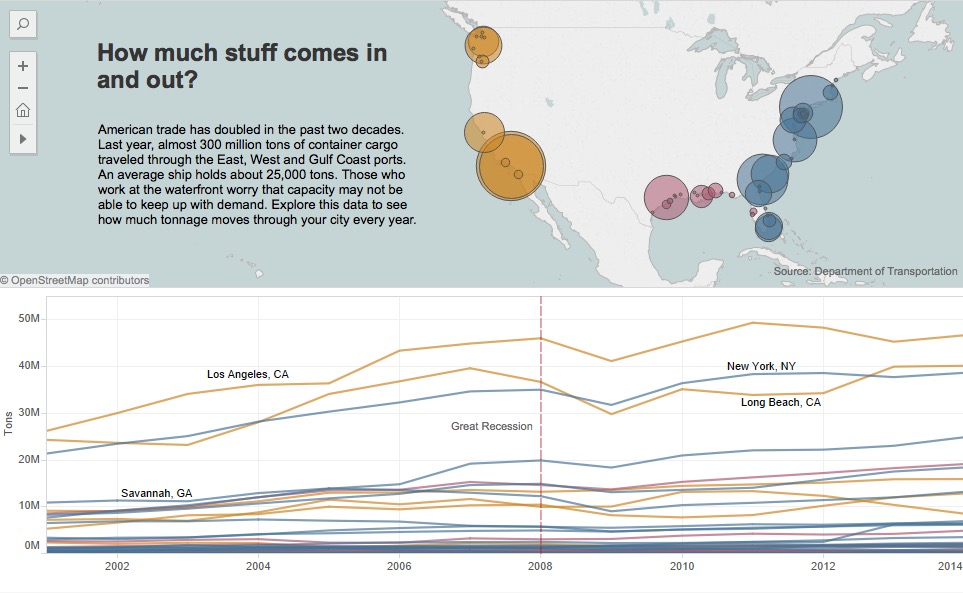 How much stuff comes in
and out?
American trade has doubled in the past two decades.
Last year, almost 300 million tons of container cargo
traveled through the East, West and Gulf Coast ports.
An average ship holds about 25,000 tons. Those who
work at the waterfront worry that capacity may not be
able to keep up with demand. Explore this data to see
how much tonnage moves through your city every year.
© OpenStreetMap contributors
Source: Department of Transportation
50M
40M
30M
20M
10M
0M
Tons
Los Angeles, CA
New York, NY
Long Beach, CA
Great Recession
Savannah, GA
2002
2004
2006
2008
2010
2012
2014